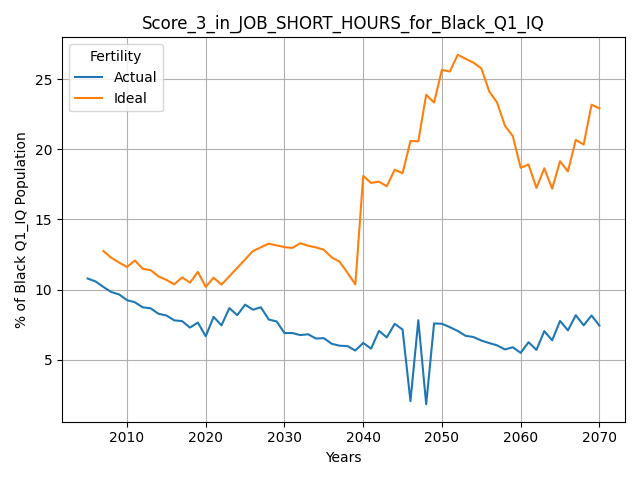 Score_3_in_JOB_SHORT_HOURS_for_Black_Q1_IQ
Fertility
Actual
Ideal
% of Black Q1_IQ Population
25
20
15
10
5
2010 2020 2030 2040 2050 2060 2070
Years